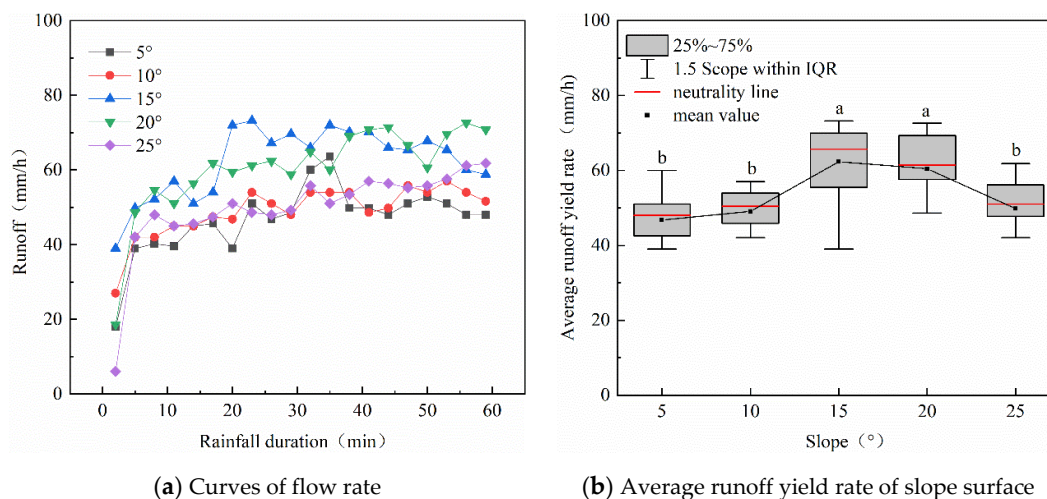 100
80
60
40
20
0
Runoff (mm/h)
5°
10°
15°
20°
25°
0 10 20 30 40 50 60
Rainfall duration（min）
(a) Curves of flow rate
100
80
60
40
20
0
Average runoff yield rate（mm/h）
25%~75%
1.5 Scope within IQR
neutrality line
mean value
b b a a b
5 10 15 20 25
Slope（°）
(b) Average runoff yield rate of slope surface